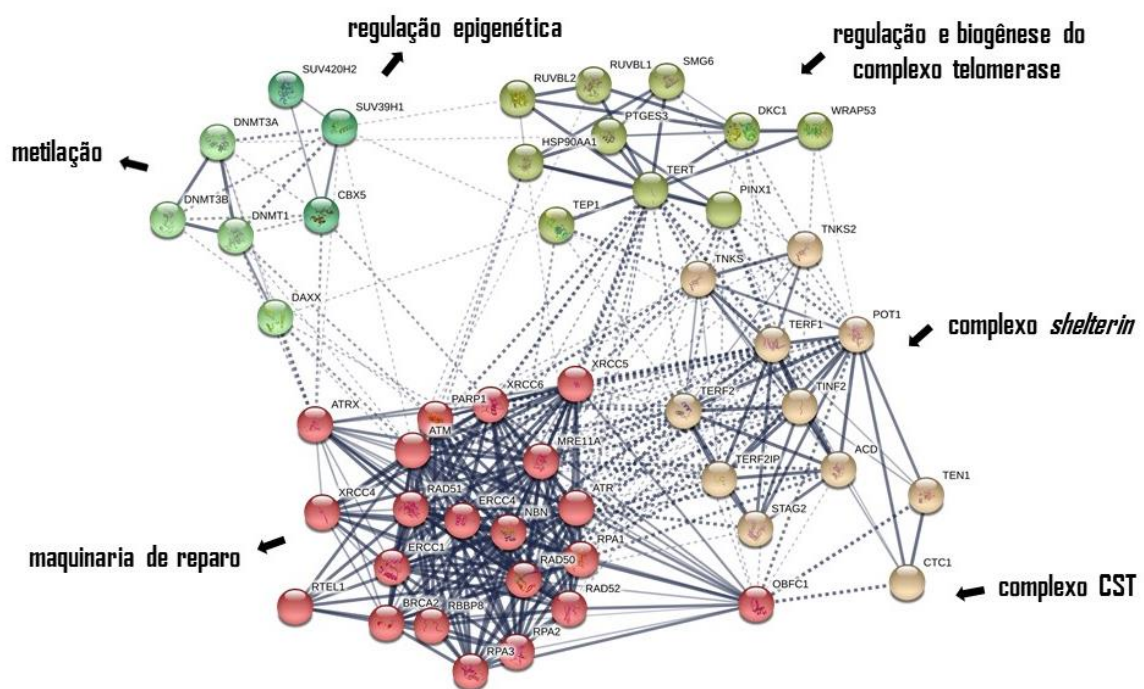 regulação epigenética
regulação e biogênese do
complexo telomerase
metilação
complexo shelterin
maquinaria de reparo
complexo CST
SUV420H2
SUV39H1
DNMT3A
DNMT3B
DNMT1
CBX5
DAXX
RUVBL2
RUVBL1
SMG6
PTGES3
DKC1
WRAP53
HSP90AA1
TERT
PINX1
TEP1
TNKS2
TNKS
POT1
TERF1
TERF2
TINF2
TERF2IP
ACD
STAG2
TEN1
CTC1
XRCC5
XRCC6
PARP1
ATRX
ATM
MRE11A
XRCC4
RAD51
ERCC4
NBN
ATR
RPA1
ERCC1
RAD50
RAD52
OBFC1
RTEL1
BRCA2
RBBP8
RPA2
RPA3